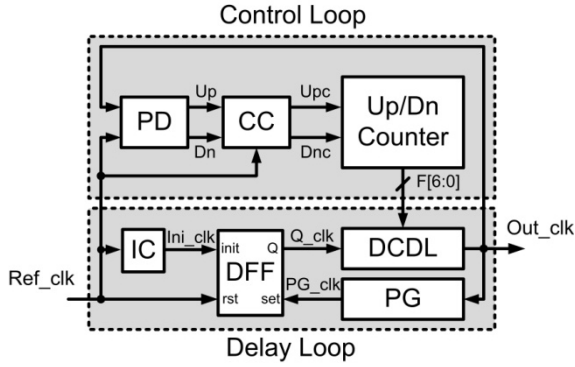 Control Loop
Up
Upc
PD
CC
Up/Dn
Counter
Dn
Dnc
F[6:0]
Out_clk
Ini_clk
Q_clk
IC
init
Q
DCDL
DFF
Ref_clk
PG_clk
PG
rst
set
Delay Loop